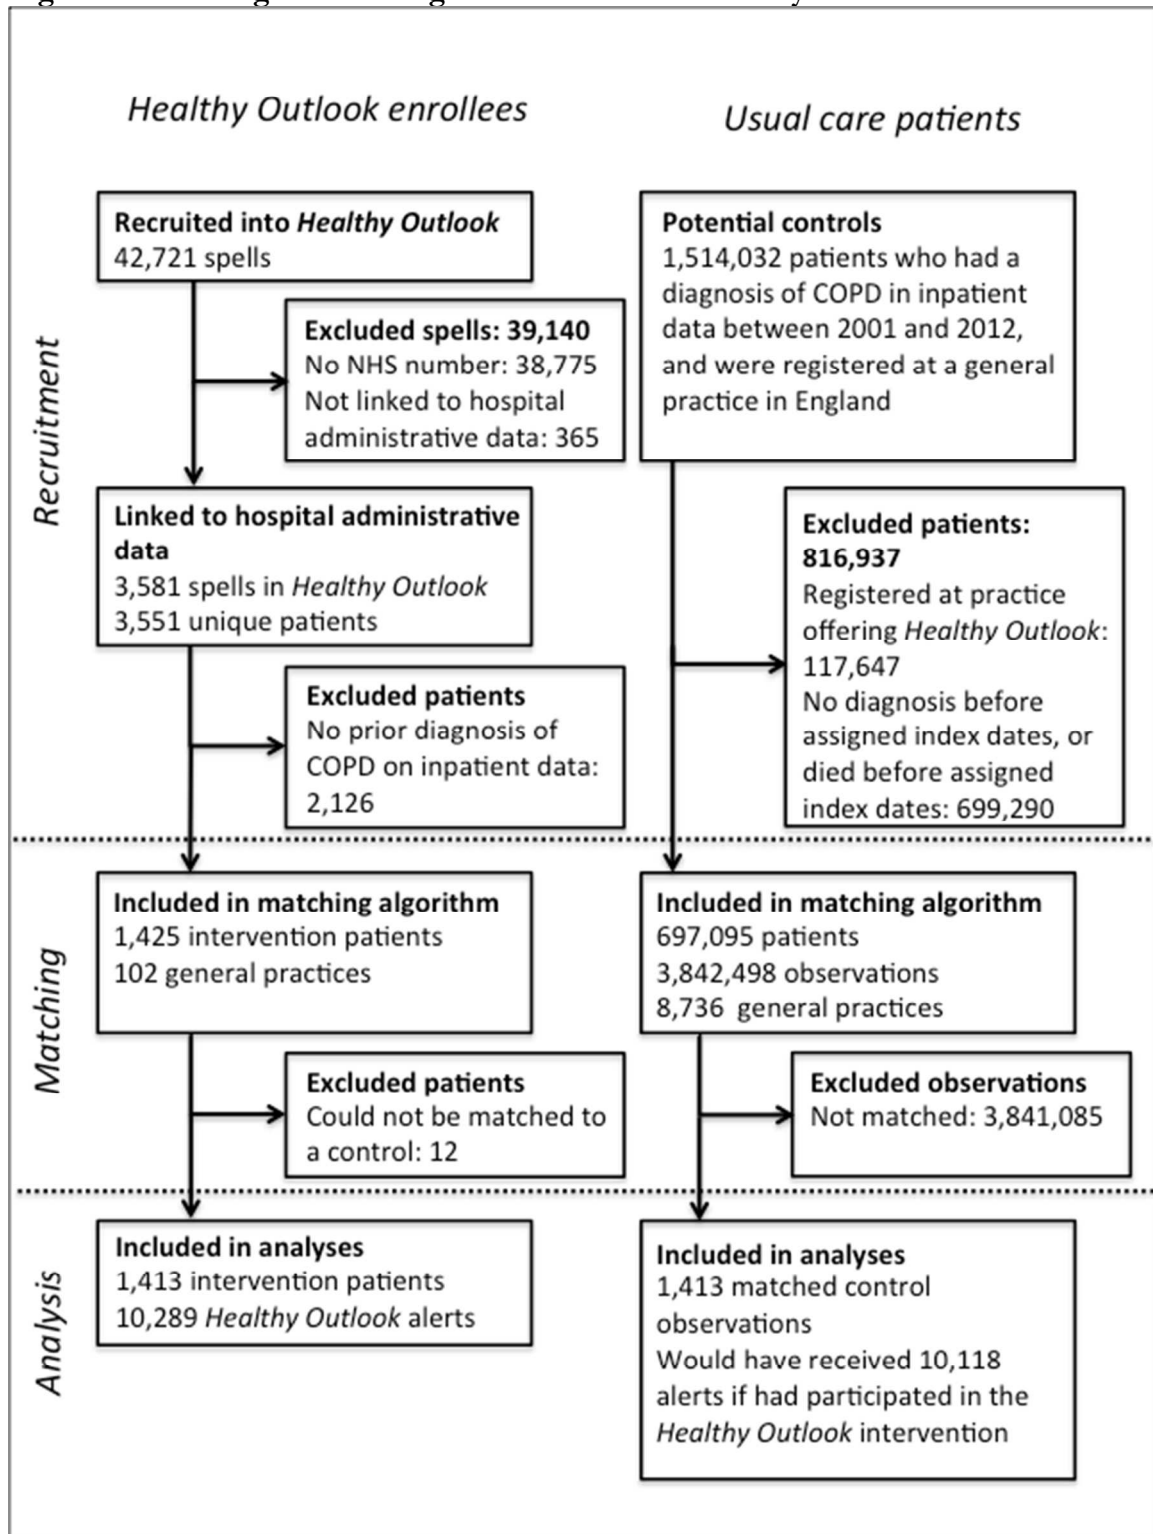 Healthy Outlook enrollees
Usual care patients
Recruitment
Recruited into Healthy Outlook
42,721 spells
Excluded spells: 39,140
No NHS number: 38,775
Not linked to hospital
administrative data: 365
Linked to hospital administrative
data
3,581 spells in Healthy Outlook
3,551 unique patients
Excluded patients
No prior diagnosis of
COPD on inpatient data:
2,126
Potential controls
1,514,032 patients who had a
diagnosis of COPD in inpatient
data between 2001 and 2012,
and were registered at a general
practice in England
Excluded patients:
816,937
Registered at practice
offering Healthy Outlook:
117,647
No diagnosis before
assigned index dates, or
died before assigned
index dates: 699,290
Matching
Included in matching algorithm
1,425 intervention patients
102 general practices
Excluded patients
Could not be matched to
a control: 12
Included in matching algorithm
697,095 patients
3,842,498 observations
8,736 general practices
Excluded observations
Not matched: 3,841,085
Analysis
Included in analyses
1,413 intervention patients
10,289 Healthy Outlook alerts
Included in analyses
1,413 matched control
observations
Would have received 10,118
alerts if had participated in the
Healthy Outlook intervention